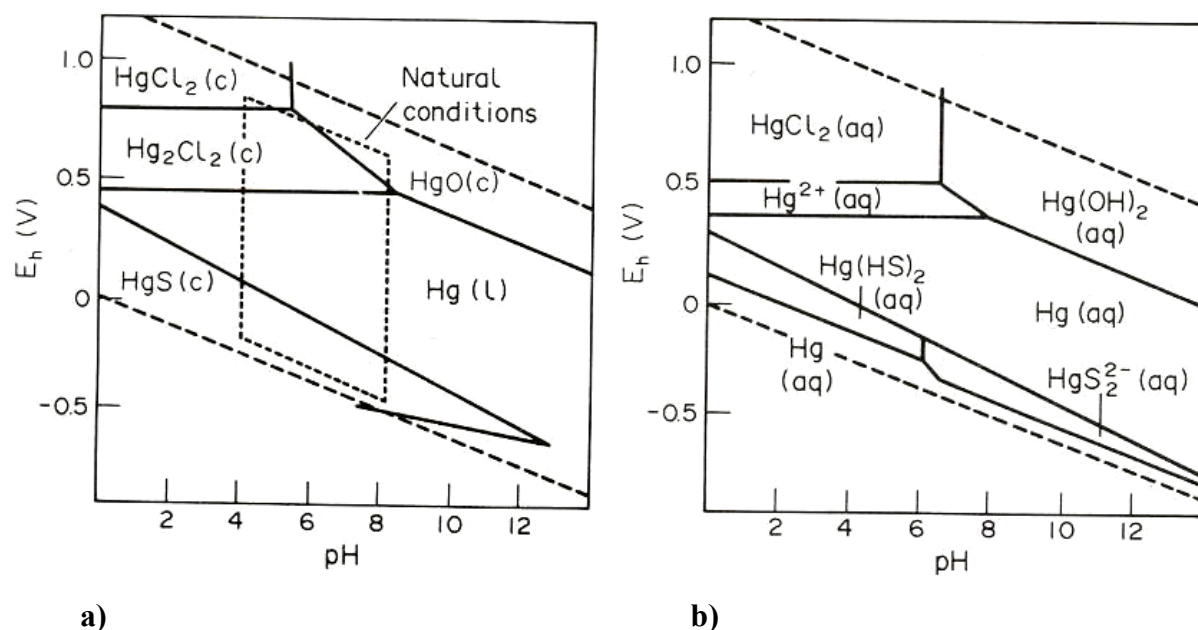 1.0
0.5
0
-0.5
E_h (V)
HgCl₂(c)
Hg₂Cl₂(c)
Natural
conditions
HgO(c)
HgS(c)
Hg(l)
2 4 6 8 10 12
pH
a)
1.0
0.5
0
-0.5
E_h (V)
HgCl₂(aq)
Hg²⁺(aq)
Hg(OH)₂
(aq)
Hg(HS)₂
(aq)
Hg(aq)
Hg
(aq)
HgS₂²⁻(aq)
2 4 6 8 10 12
pH
b)